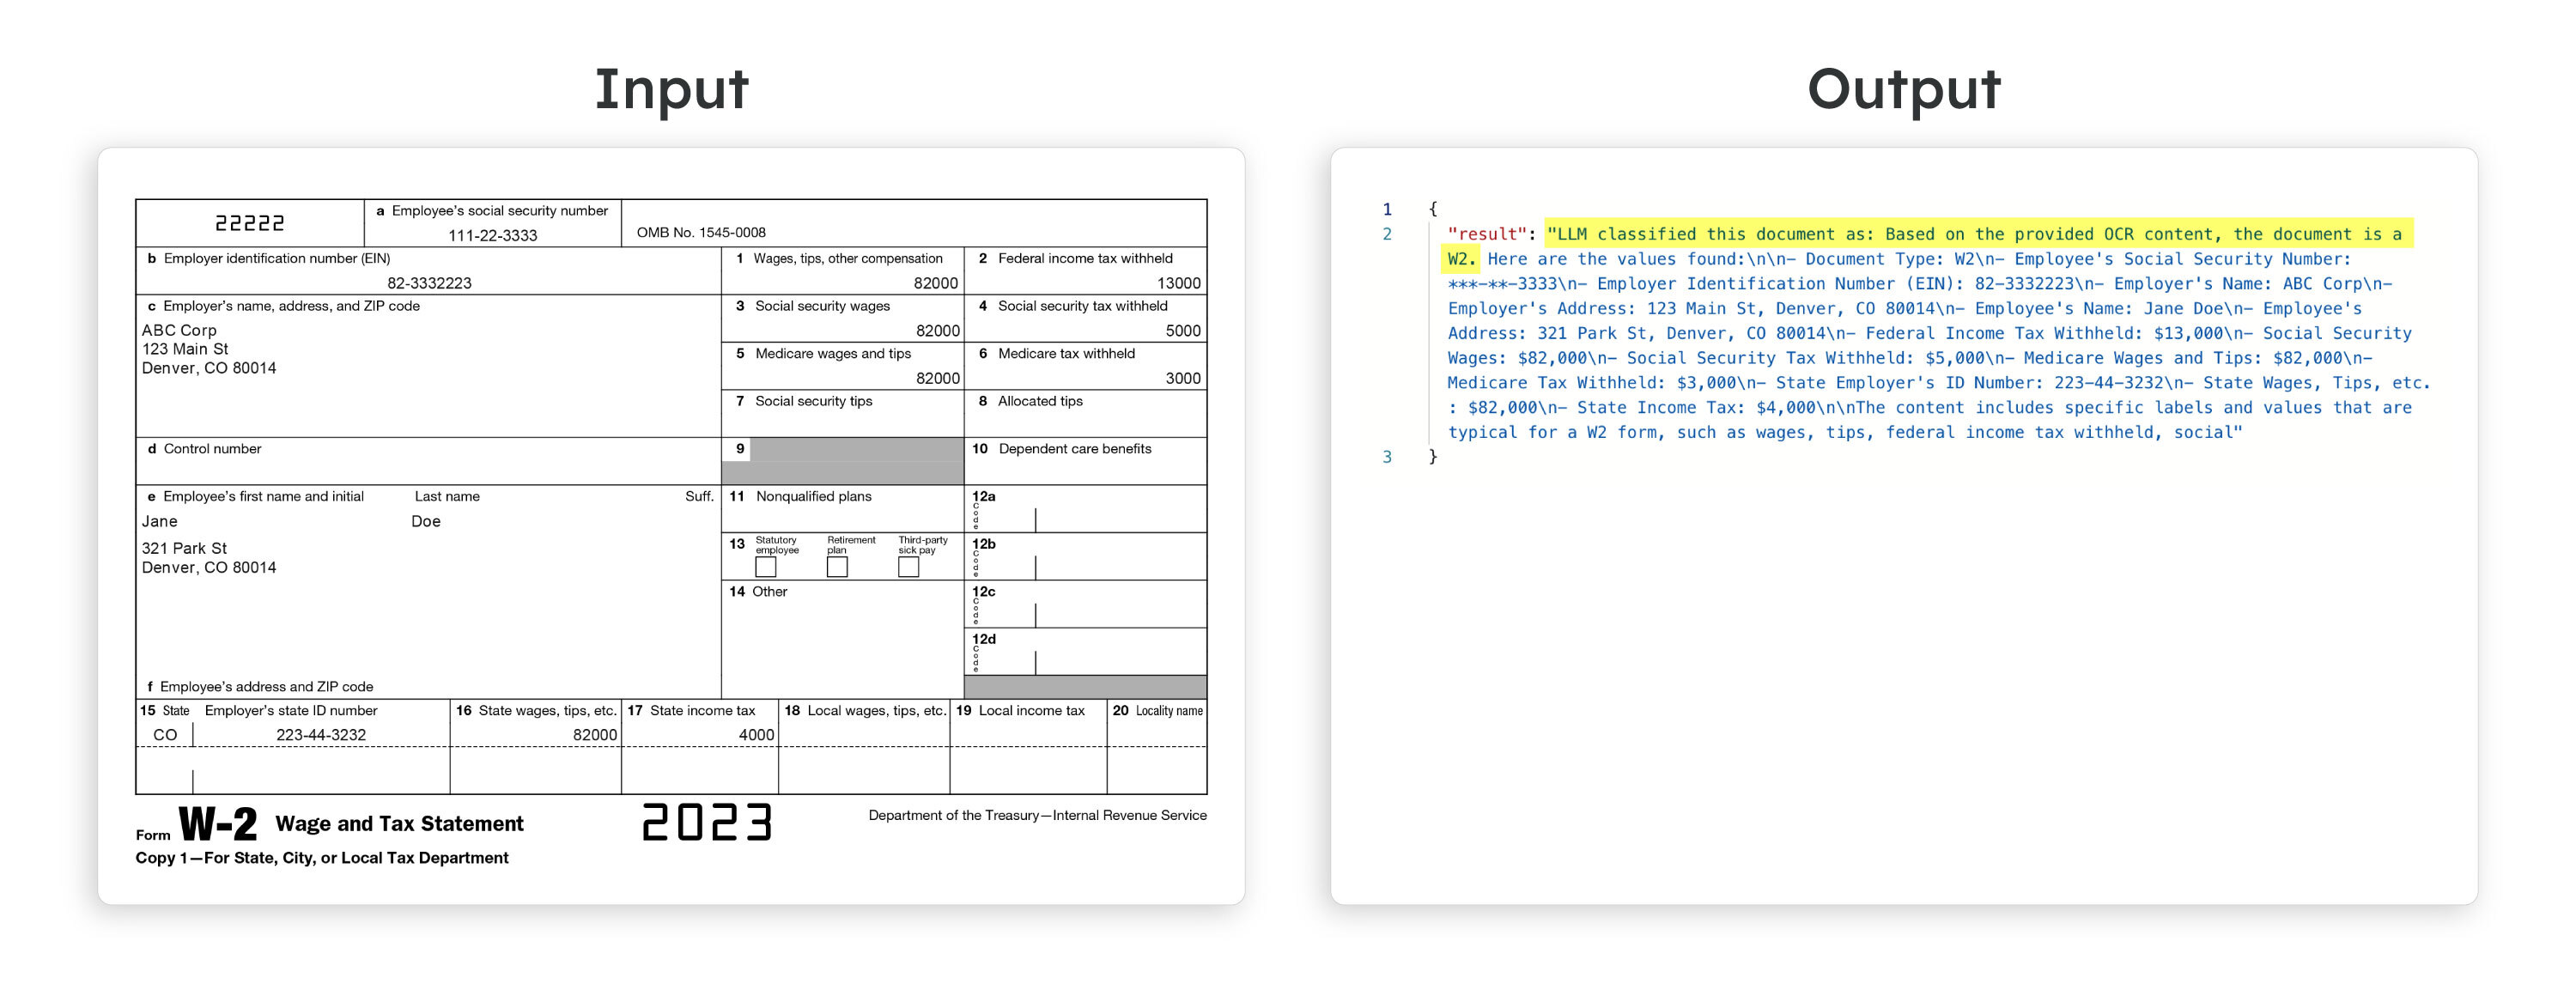 Input
Output
22222
a Employee's social security number
111-22-3333
OMB No. 1545-0008
b Employer identification number (EIN)
82-3332223
1 Wages, tips, other compensation
82000
2 Federal income tax withheld
13000
c Employer's name, address, and ZIP code
ABC Corp
123 Main St
Denver, CO 80014
3 Social security wages
82000
4 Social security tax withheld
5000
5 Medicare wages and tips
82000
6 Medicare tax withheld
3000
7 Social security tips
8 Allocated tips
d Control number
9
10 Dependent care benefits
e Employee's first name and initial
Last name
Suff.
Jane
Doe
321 Park St
Denver, CO 80014
11 Nonqualified plans
12a
Code
13 Statutory
employee
Retirement
plan
Third-party
sick pay
12b
Code
14 Other
12c
Code
12d
Code
f Employee's address and ZIP code
15 State
Employer's state ID number
16 State wages, tips, etc.
17 State income tax
18 Local wages, tips, etc.
19 Local income tax
20 Locality name
CO
223-44-3232
82000
4000
Form W-2 Wage and Tax Statement
2023
Department of the Treasury—Internal Revenue Service
Copy 1—For State, City, or Local Tax Department
1 {
2 "result": "LLM classified this document as: Based on the provided OCR content, the document is a
W2. Here are the values found:\n\n- Document Type: W2\n- Employee's Social Security Number:
***-**-3333\n- Employer Identification Number (EIN): 82-3332223\n- Employer's Name: ABC Corp\n-
Employer's Address: 123 Main St, Denver, CO 80014\n- Employee's Name: Jane Doe\n- Employee's
Address: 321 Park St, Denver, CO 80014\n- Federal Income Tax Withheld: $13,000\n- Social Security
Wages: $82,000\n- Social Security Tax Withheld: $5,000\n- Medicare Wages and Tips: $82,000\n-
Medicare Tax Withheld: $3,000\n- State Employer's ID Number: 223-44-3232\n- State Wages, Tips, etc.
: $82,000\n- State Income Tax: $4,000\n\nThe content includes specific labels and values that are
typical for a W2 form, such as wages, tips, federal income tax withheld, social"
3 }